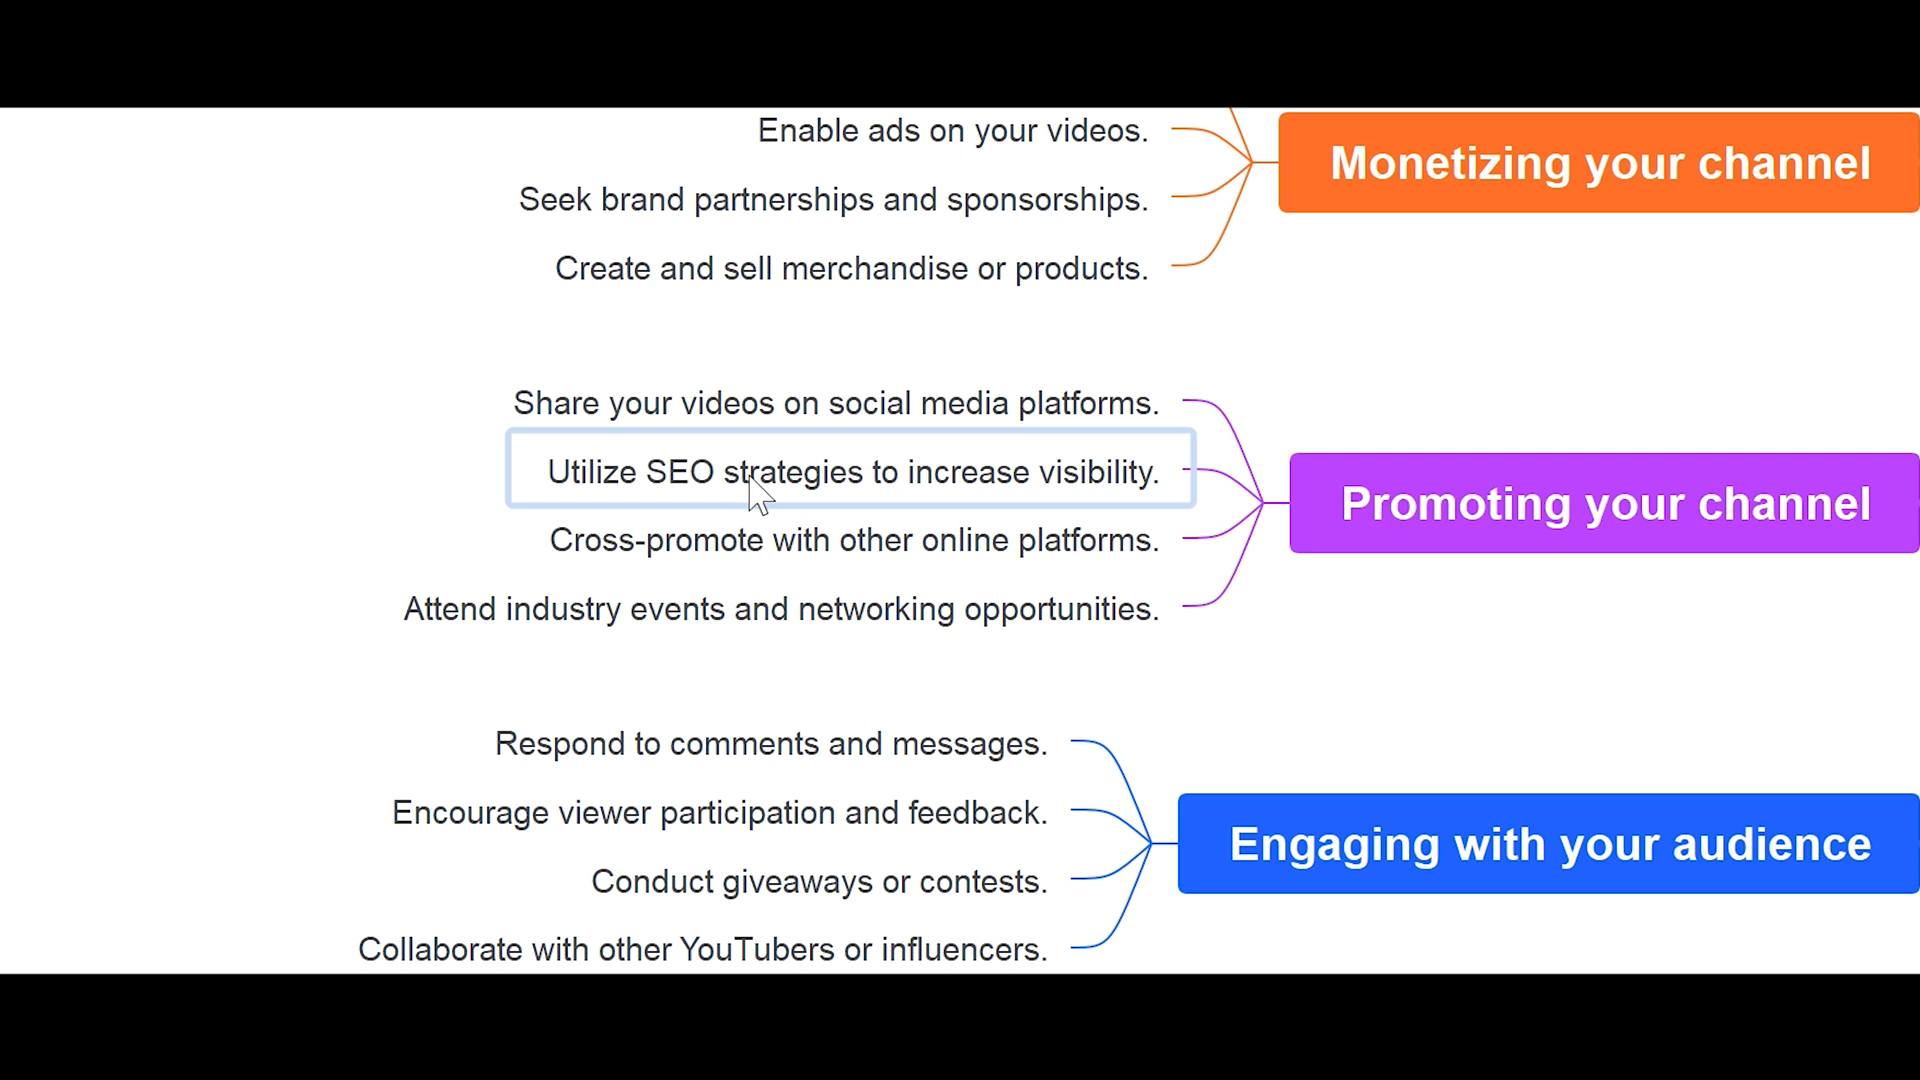 Enable ads on your videos.
Seek brand partnerships and sponsorships.
Create and sell merchandise or products.
Monetizing your channel
Share your videos on social media platforms.
Utilize SEO strategies to increase visibility.
Cross-promote with other online platforms.
Attend industry events and networking opportunities.
Promoting your channel
Respond to comments and messages.
Encourage viewer participation and feedback.
Conduct giveaways or contests.
Collaborate with other YouTubers or influencers.
Engaging with your audience